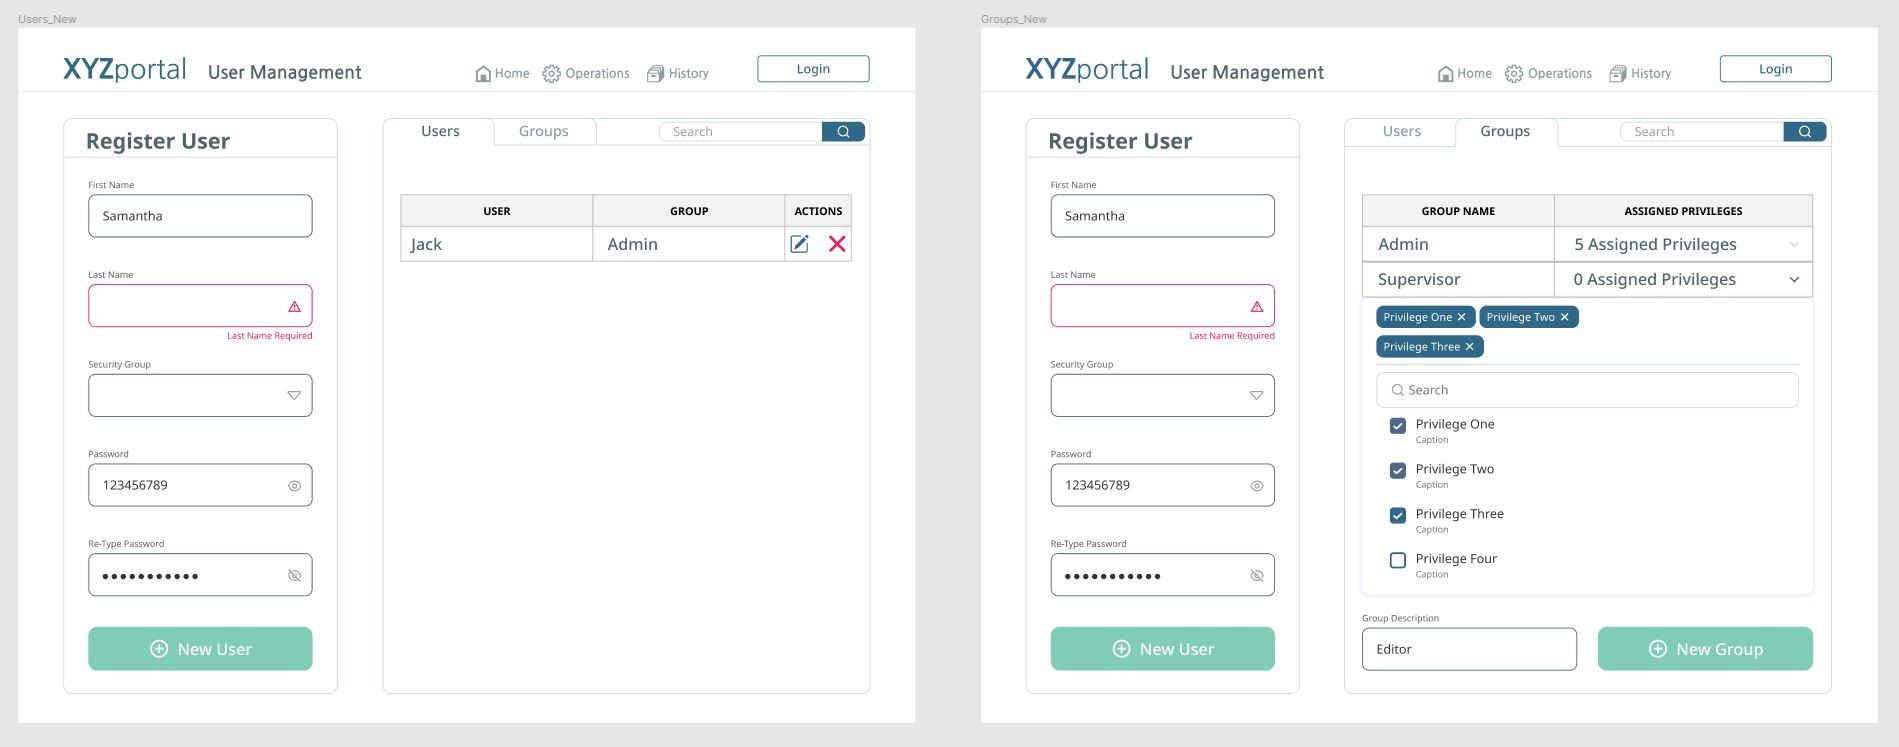 Users_New
XYZportal User Management Home Operations History Login
Register User
First Name
Samantha
Last Name
Last Name Required
Security Group
Password
123456789
Re-Type Password
•••••••••••
New User
Users Groups Search
USER GROUP ACTIONS
Jack Admin
Groups_New
XYZportal User Management Home Operations History Login
Register User
First Name
Samantha
Last Name
Last Name Required
Security Group
Password
123456789
Re-Type Password
•••••••••••
New User
Users Groups Search
GROUP NAME ASSIGNED PRIVILEGES
Admin 5 Assigned Privileges
Supervisor 0 Assigned Privileges
Privilege One Privilege Two
Privilege Three
Search
Privilege One
Caption
Privilege Two
Caption
Privilege Three
Caption
Privilege Four
Caption
Group Description
Editor
New Group